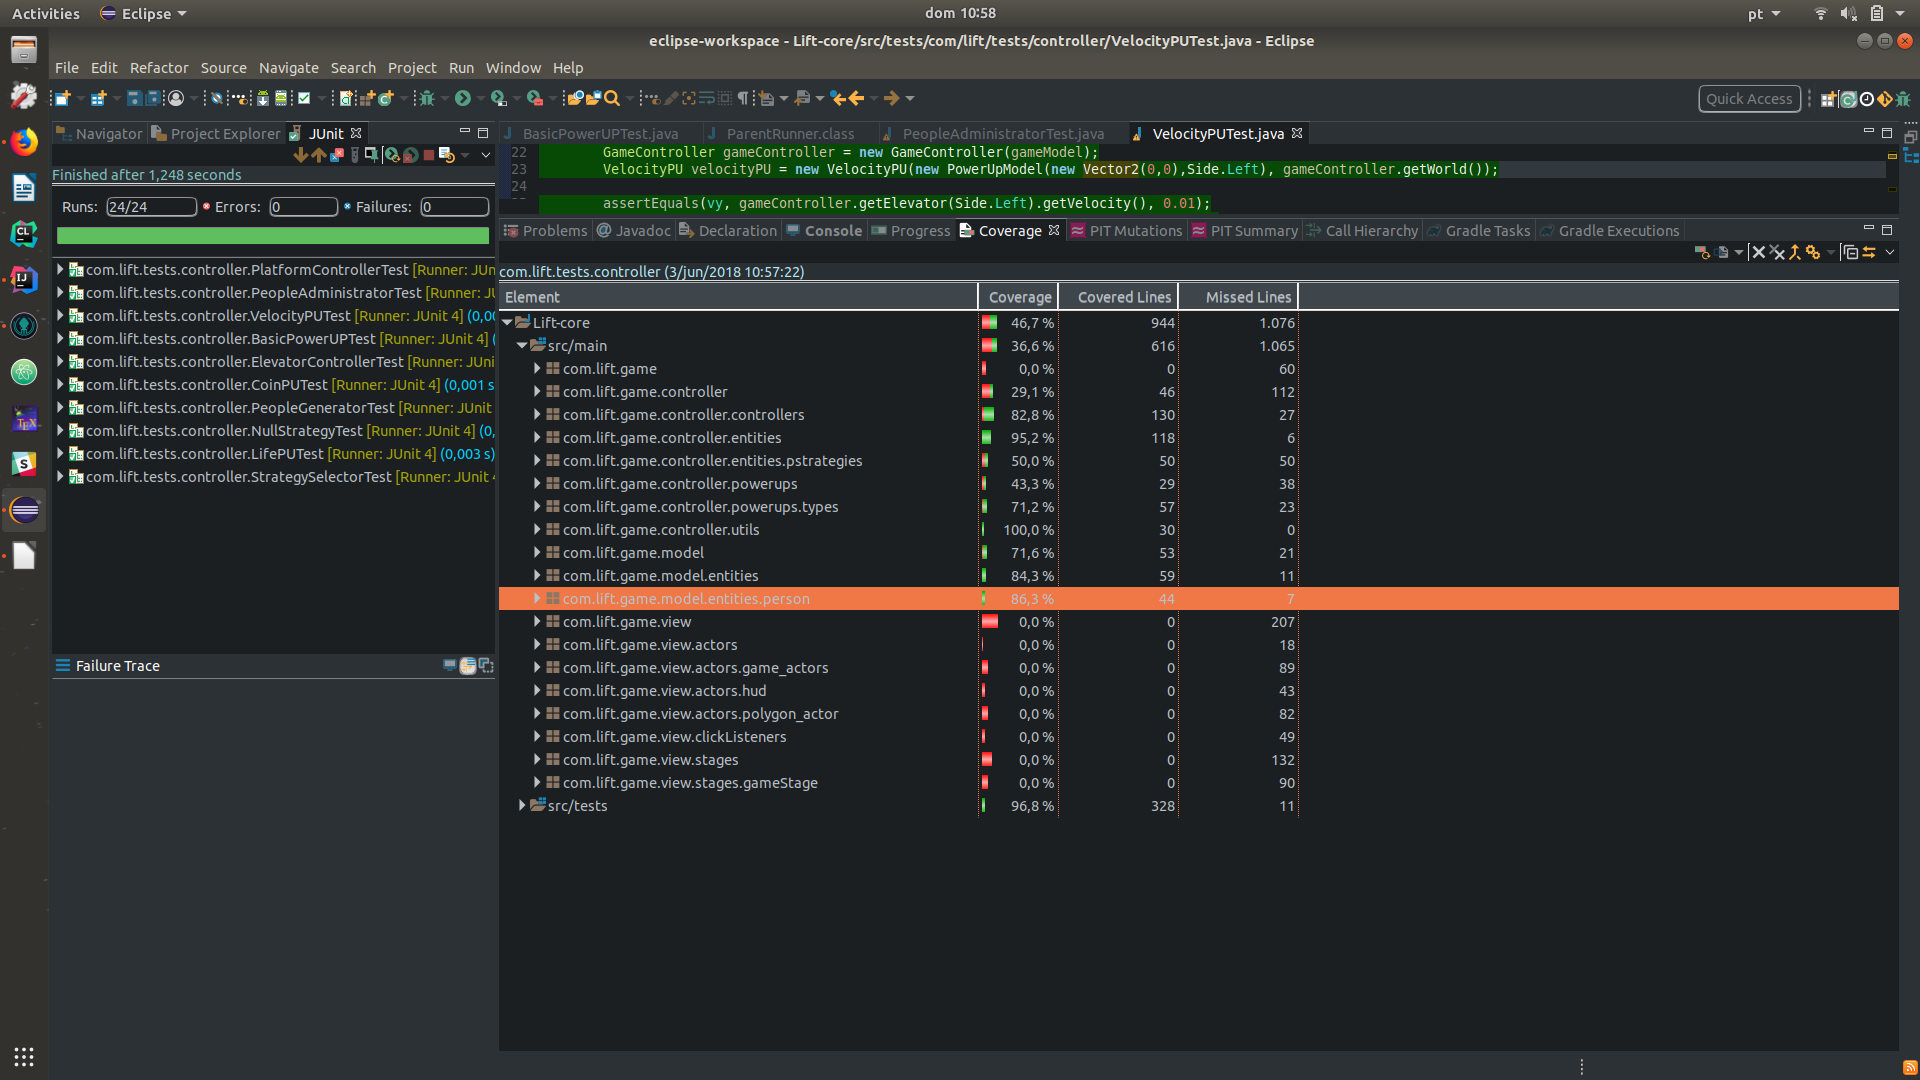 Activities Eclipse dom 10:58 pt
eclipse-workspace - Lift-core/src/tests/com/lift/tests/controller/VelocityPUTest.java - Eclipse
File Edit Refactor Source Navigate Search Project Run Window Help
Quick Access
Navigator Project Explorer JUnit
Finished after 1,248 seconds
Runs: 24/24 Errors: 0 Failures: 0
com.lift.tests.controller.PlatformControllerTest [Runner: JUn
com.lift.tests.controller.PeopleAdministratorTest [Runner: JU
com.lift.tests.controller.VelocityPUTest [Runner: JUnit 4] (0,00
com.lift.tests.controller.BasicPowerUPTest [Runner: JUnit 4] (
com.lift.tests.controller.ElevatorControllerTest [Runner: JUni
com.lift.tests.controller.CoinPUTest [Runner: JUnit 4] (0,001 s
com.lift.tests.controller.PeopleGeneratorTest [Runner: JUnit
com.lift.tests.controller.NullStrategyTest [Runner: JUnit 4] (0,
com.lift.tests.controller.LifePUTest [Runner: JUnit 4] (0,003 s)
com.lift.tests.controller.StrategySelectorTest [Runner: JUnit 4
Failure Trace
BasicPowerUPTest.java ParentRunner.class PeopleAdministratorTest.java VelocityPUTest.java
22 GameController gameController = new GameController(gameModel);
23 VelocityPU velocityPU = new VelocityPU(new PowerUpModel(new Vector2(0,0),Side.Left), gameController.getWorld());
24
assertEquals(vy, gameController.getElevator(Side.Left).getVelocity(), 0.01);
Problems Javadoc Declaration Console Progress Coverage PIT Mutations PIT Summary Call Hierarchy Gradle Tasks Gradle Executions
com.lift.tests.controller (3/jun/2018 10:57:22)
Element Coverage Covered Lines Missed Lines
Lift-core 46,7 % 944 1.076
src/main 36,6 % 616 1.065
com.lift.game 0,0 % 0 60
com.lift.game.controller 29,1 % 46 112
com.lift.game.controller.controllers 82,8 % 130 27
com.lift.game.controller.entities 95,2 % 118 6
com.lift.game.controller.entities.pstrategies 50,0 % 50 50
com.lift.game.controller.powerups 43,3 % 29 38
com.lift.game.controller.powerups.types 71,2 % 57 23
com.lift.game.controller.utils 100,0 % 30 0
com.lift.game.model 71,6 % 53 21
com.lift.game.model.entities 84,3 % 59 11
com.lift.game.model.entities.person 86,3 % 44 7
com.lift.game.view 0,0 % 0 207
com.lift.game.view.actors 0,0 % 0 18
com.lift.game.view.actors.game_actors 0,0 % 0 89
com.lift.game.view.actors.hud 0,0 % 0 43
com.lift.game.view.actors.polygon_actor 0,0 % 0 82
com.lift.game.view.clickListeners 0,0 % 0 49
com.lift.game.view.stages 0,0 % 0 132
com.lift.game.view.stages.gameStage 0,0 % 0 90
src/tests 96,8 % 328 11